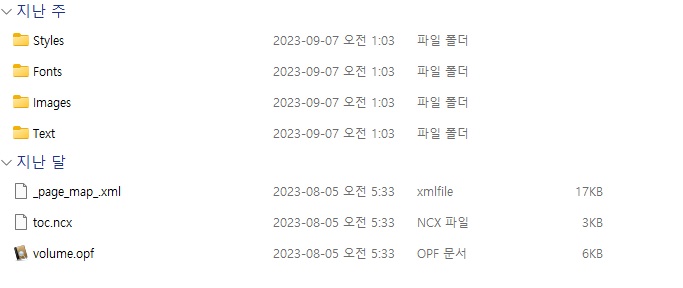 지난 주
Styles 2023-09-07 오전 1:03 파일 폴더
Fonts 2023-09-07 오전 1:03 파일 폴더
Images 2023-09-07 오전 1:03 파일 폴더
Text 2023-09-07 오전 1:03 파일 폴더
지난 달
_page_map_.xml 2023-08-05 오전 5:33 xmlfile 17KB
toc.ncx 2023-08-05 오전 5:33 NCX 파일 3KB
volume.opf 2023-08-05 오전 5:33 OPF 문서 6KB